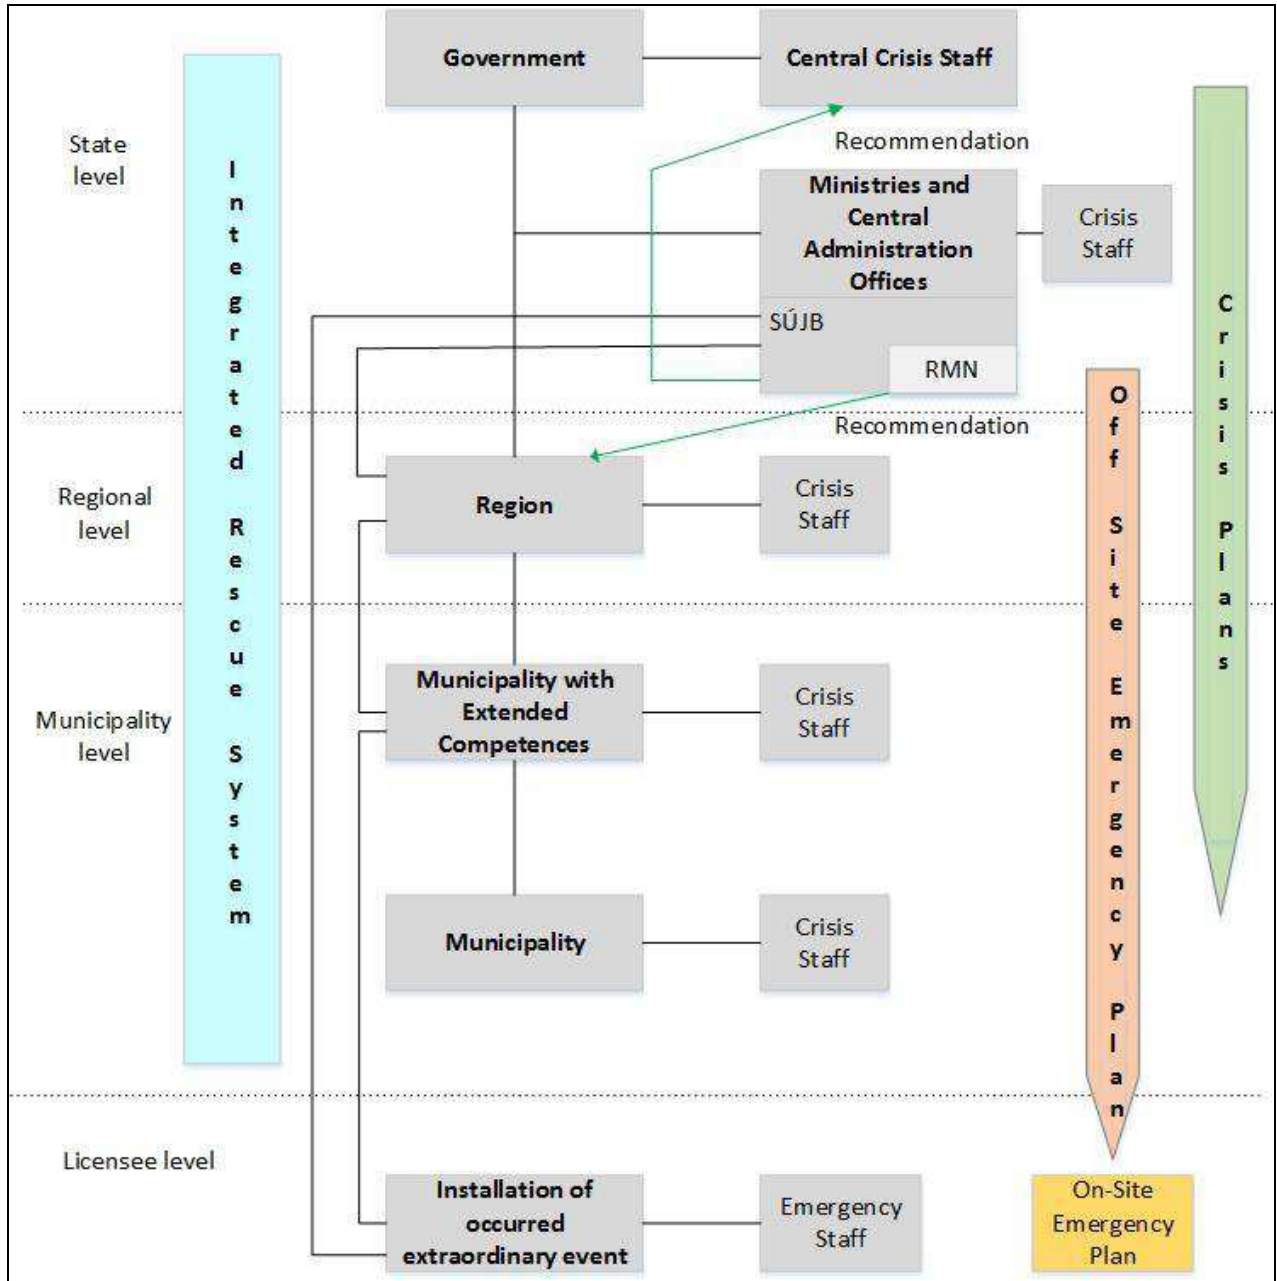 Government
Central Crisis Staff
State
level
Recommendation
Ministries and
Central
Administration
Offices
Crisis
Staff
SÚJB
RMN
Recommendation
Regional
level
Region
Crisis
Staff
Municipality
level
Municipality with
Extended
Competences
Crisis
Staff
Municipality
Crisis
Staff
Licensee level
Installation of
occurred
extraordinary event
Emergency
Staff
On-Site
Emergency
Plan
Integrated Rescue System
Off Site Emergency Plan
Crisis Plans